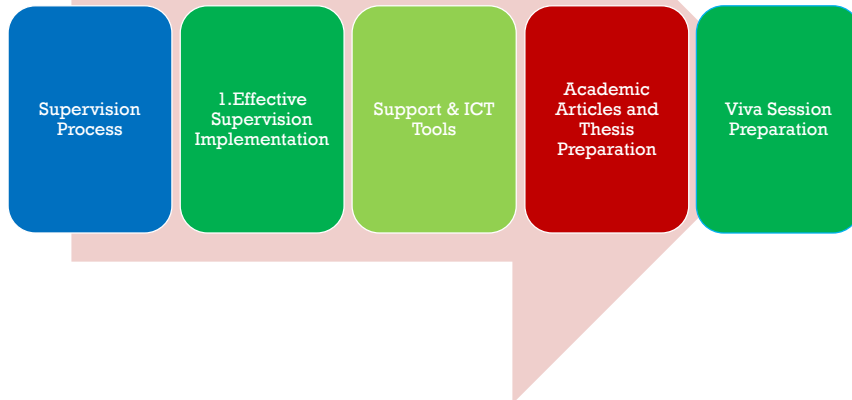 Supervision
Process
1.Effective
Supervision
Implementation
Support & ICT
Tools
Academic
Articles and
Thesis
Preparation
Viva Session
Preparation